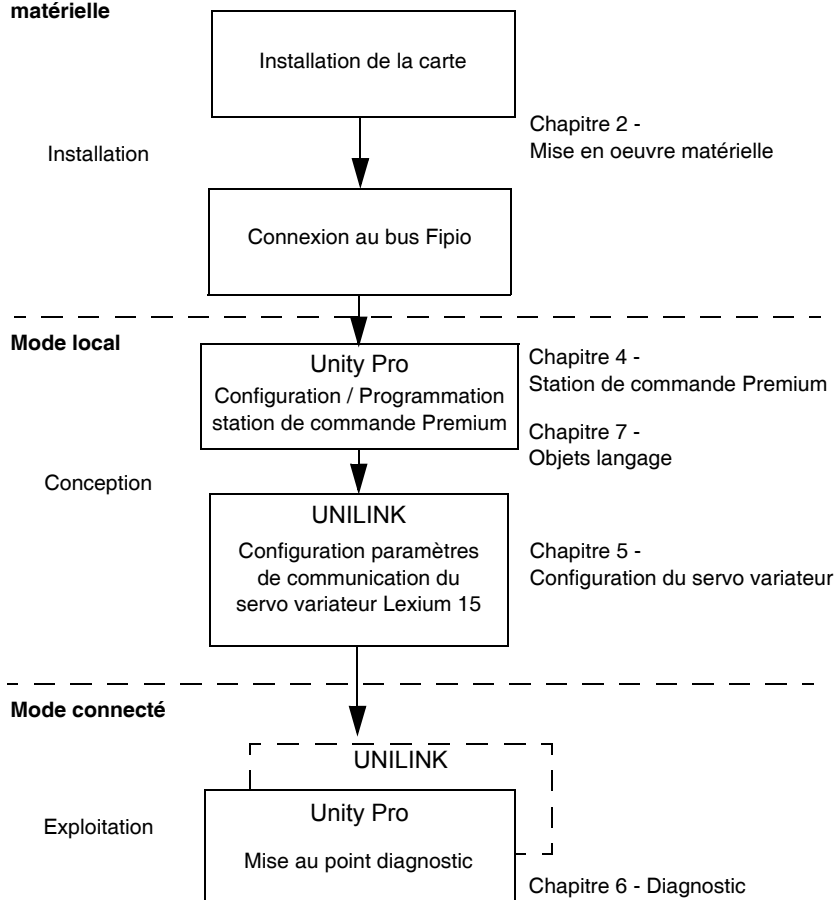 matérielle
Installation de la carte
Installation
Chapitre 2 -
Mise en oeuvre matérielle
Connexion au bus Fipio
Mode local
Unity Pro
Configuration / Programmation
station de commande Premium
Chapitre 4 -
Station de commande Premium
Chapitre 7 -
Objets langage
Conception
UNILINK
Configuration paramètres
de communication du
servo variateur Lexium 15
Chapitre 5 -
Configuration du servo variateur
Mode connecté
UNILINK
Unity Pro
Mise au point diagnostic
Exploitation
Chapitre 6 - Diagnostic